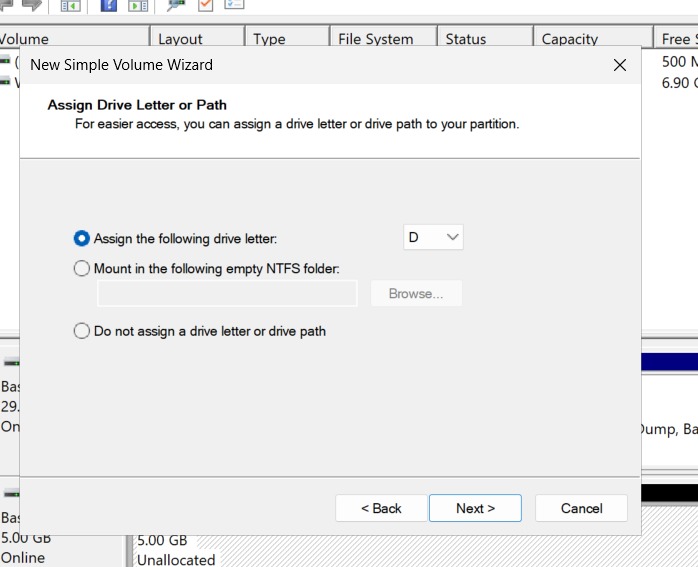 Volume Layout Type File System Status Capacity Free S
500 M
6.90
New Simple Volume Wizard
Assign Drive Letter or Path
For easier access, you can assign a drive letter or drive path to your partition.
Assign the following drive letter: D
Mount in the following empty NTFS folder:
Browse...
Do not assign a drive letter or drive path
Bas
29.
On
Dump, Ba
< Back Next > Cancel
Bas
5.00 GB
Online
5.00 GB
Unallocated